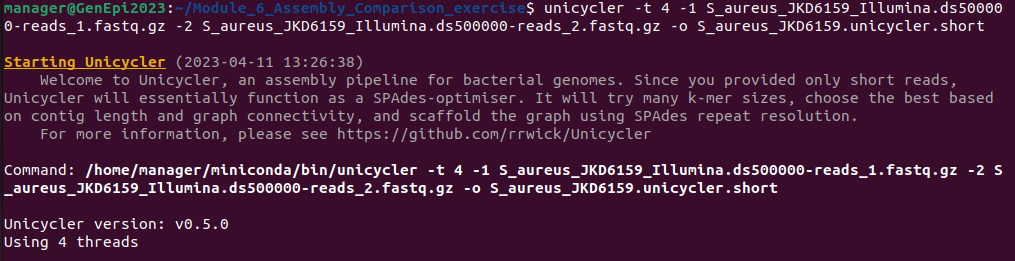 manager@GenEpi2023:~/Module_6_Assembly_Comparison_exercise$ unicycler -t 4 -1 S_aureus_JKD6159_Illumina.ds50000
0-reads_1.fastq.gz -2 S_aureus_JKD6159_Illumina.ds500000-reads_2.fastq.gz -o S_aureus_JKD6159.unicycler.short
Starting Unicycler (2023-04-11 13:26:38)
Welcome to Unicycler, an assembly pipeline for bacterial genomes. Since you provided only short reads,
Unicycler will essentially function as a SPAdes-optimiser. It will try many k-mer sizes, choose the best based
on contig length and graph connectivity, and scaffold the graph using SPAdes repeat resolution.
For more information, please see https://github.com/rrwick/Unicycler
Command: /home/manager/miniconda/bin/unicycler -t 4 -1 S_aureus_JKD6159_Illumina.ds500000-reads_1.fastq.gz -2 S
_aureus_JKD6159_Illumina.ds500000-reads_2.fastq.gz -o S_aureus_JKD6159.unicycler.short
Unicycler version: v0.5.0
Using 4 threads